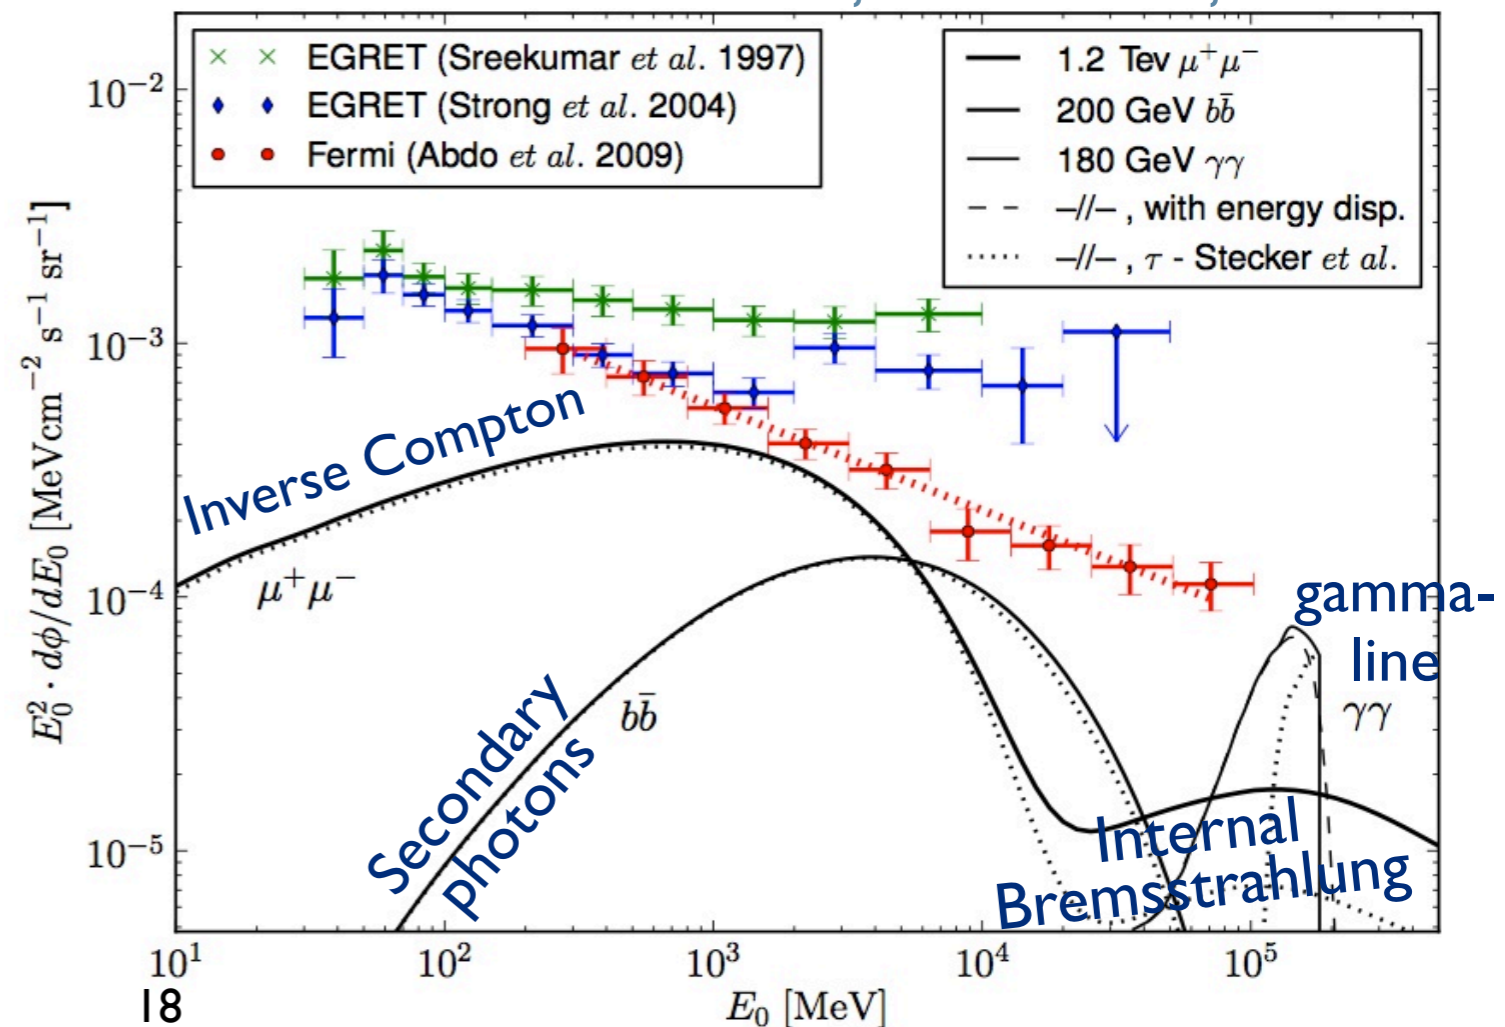 EGRET (Sreekumar et al. 1997)
EGRET (Strong et al. 2004)
Fermi (Abdo et al. 2009)
1.2 Tev μ⁺μ⁻
200 GeV bb̄
180 GeV γγ
–//– , with energy disp.
–//– , τ - Stecker et al.
10⁻²
10⁻³
10⁻⁴
10⁻⁵
E₀² · dϕ/dE₀ [MeVcm⁻² s⁻¹ sr⁻¹]
Inverse Compton
μ⁺μ⁻
Secondary
photons
bb̄
gamma-
line
γγ
Internal
Bremsstrahlung
10¹
10²
10³
10⁴
10⁵
E₀ [MeV]
18